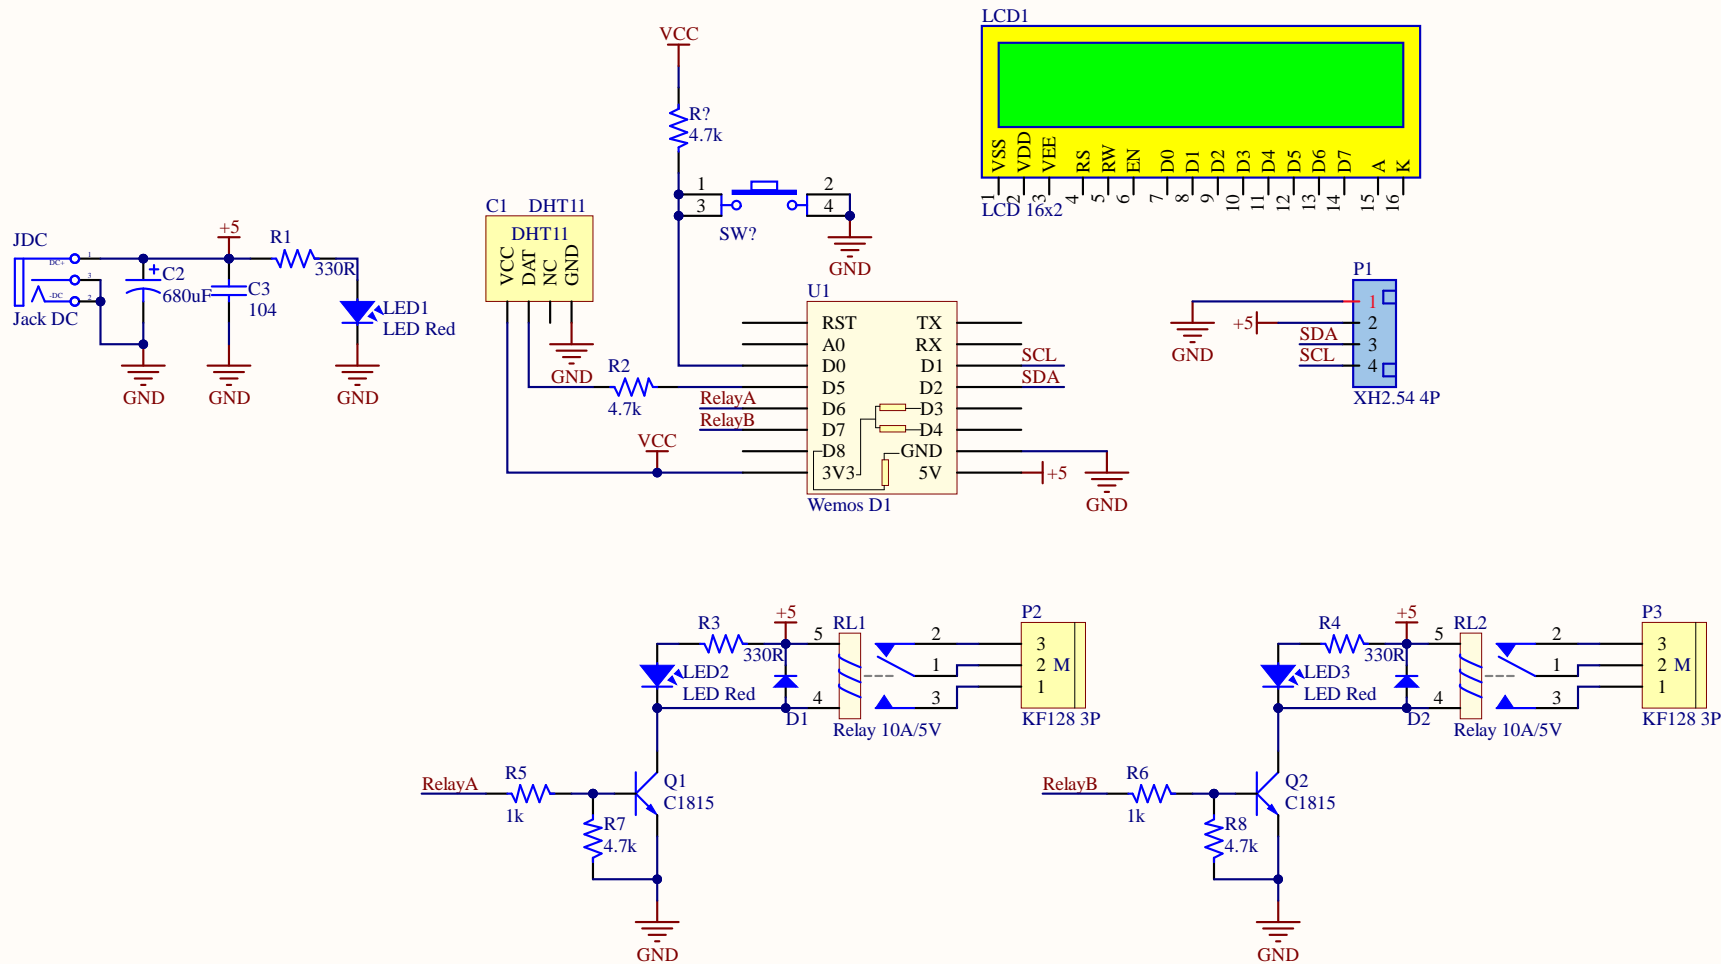 LCD1
VSS
VDD
VEE
RS
RW
EN
D0
D1
D2
D3
D4
D5
D6
D7
A
K
1
2
3
4
5
6
7
8
9
10
11
12
13
14
15
16
LCD 16x2
VCC
R?
4.7k
1
3
2
4
SW?
GND
JDC
DC+
-DC
1
3
2
Jack DC
C2
680uF
GND
+5
C3
104
GND
R1
330R
LED1
LED Red
GND
C1 DHT11
DHT11
VCC
DAT
NC
GND
GND
R2
4.7k
RelayA
RelayB
VCC
U1
RST TX
A0 RX
D0 D1
D5 D2
D6 D3
D7 D4
D8 GND
3V3 5V
Wemos D1
SCL
SDA
+5
GND
P1
1
2
3
4
GND
+5
SDA
SCL
XH2.54 4P
R3
330R
+5
LED2
LED Red
D1
RL1
5
4
2
1
3
Relay 10A/5V
P2
3
2 M
1
KF128 3P
RelayA
R5
1k
Q1
C1815
R7
4.7k
GND
R4
330R
+5
LED3
LED Red
D2
RL2
5
4
2
1
3
Relay 10A/5V
P3
3
2 M
1
KF128 3P
RelayB
R6
1k
Q2
C1815
R8
4.7k
GND